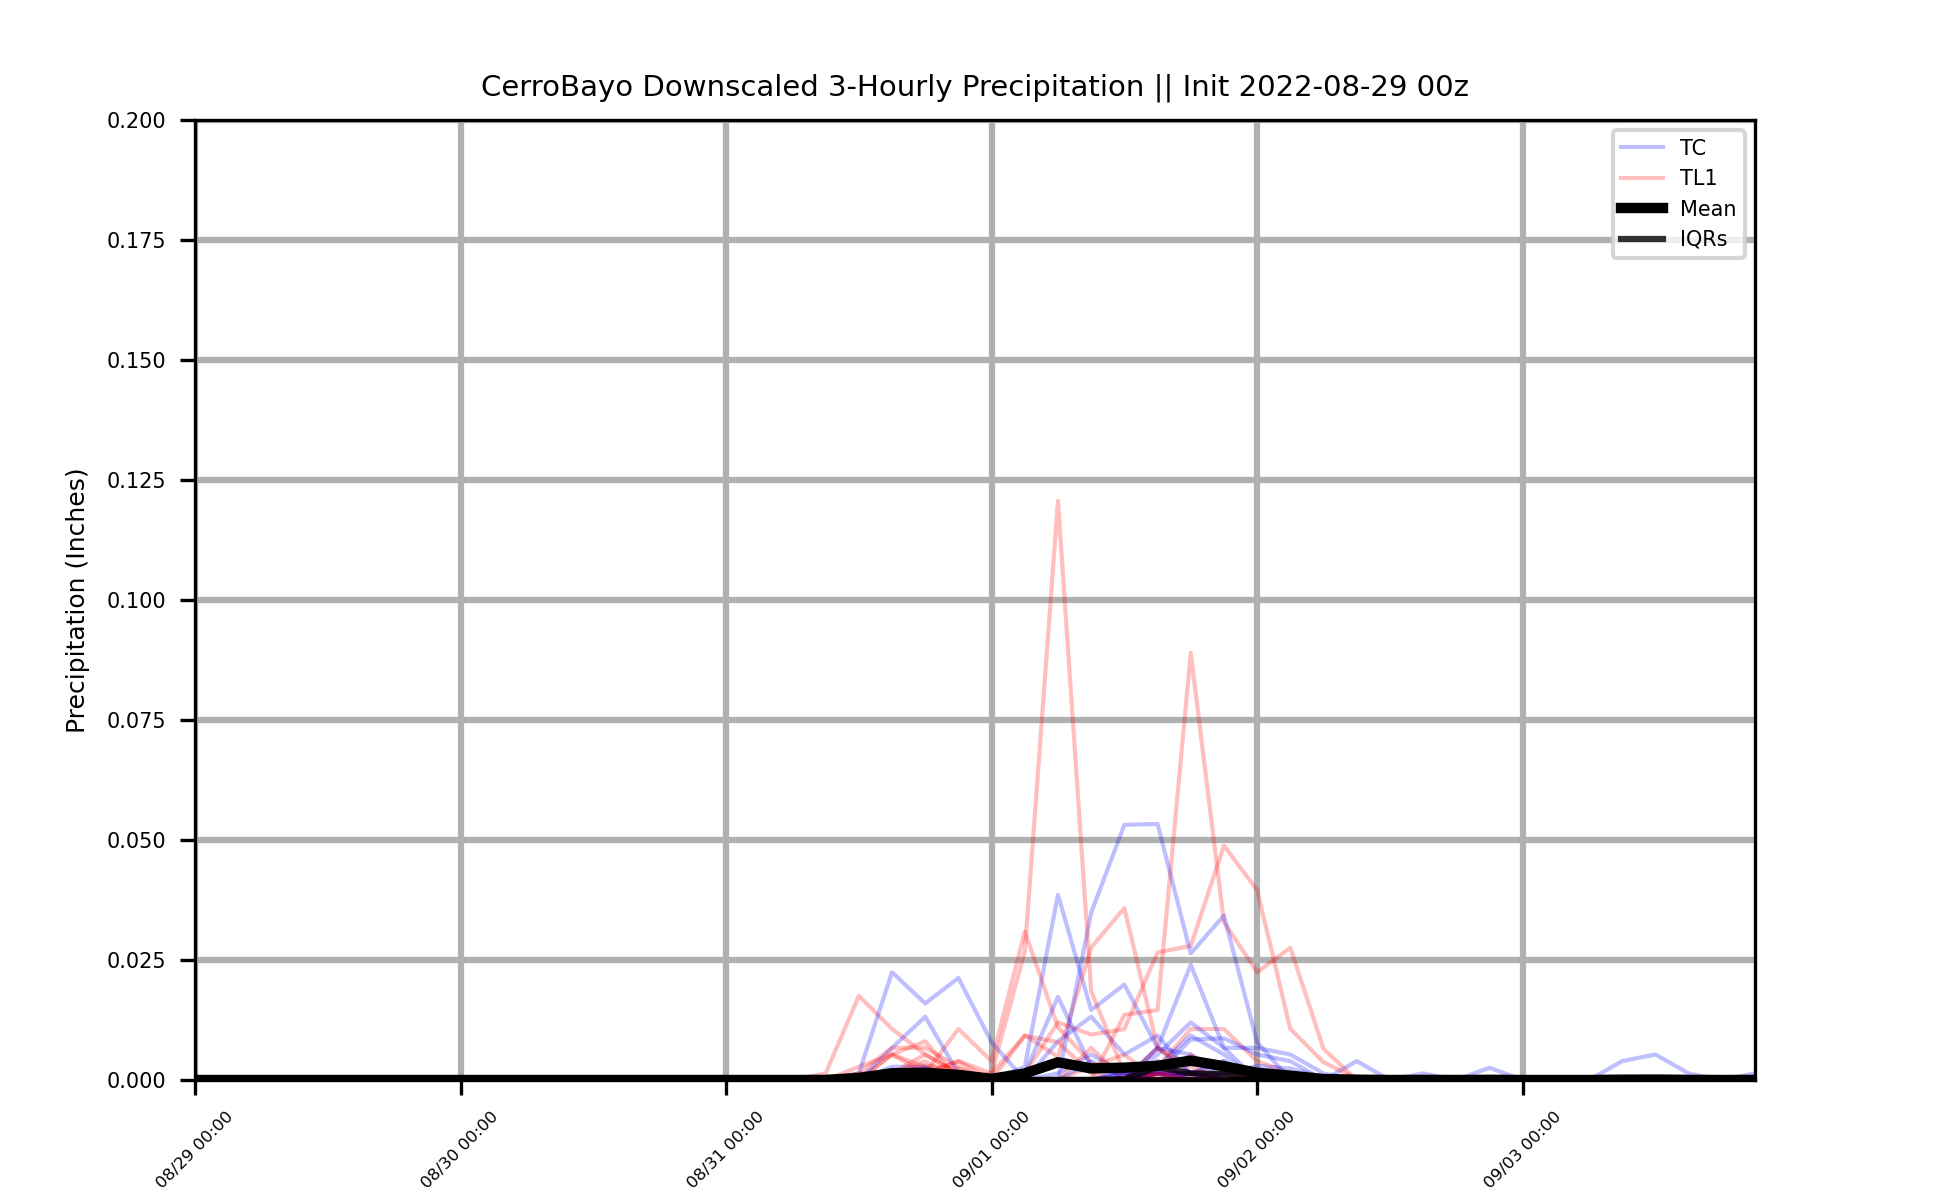 CerroBayo Downscaled 3-Hourly Precipitation || Init 2022-08-29 00z
TC
TL1
Mean
IQRs
Precipitation (Inches)
0.200
0.175
0.150
0.125
0.100
0.075
0.050
0.025
0.000
08/29 00:00
08/30 00:00
08/31 00:00
09/01 00:00
09/02 00:00
09/03 00:00